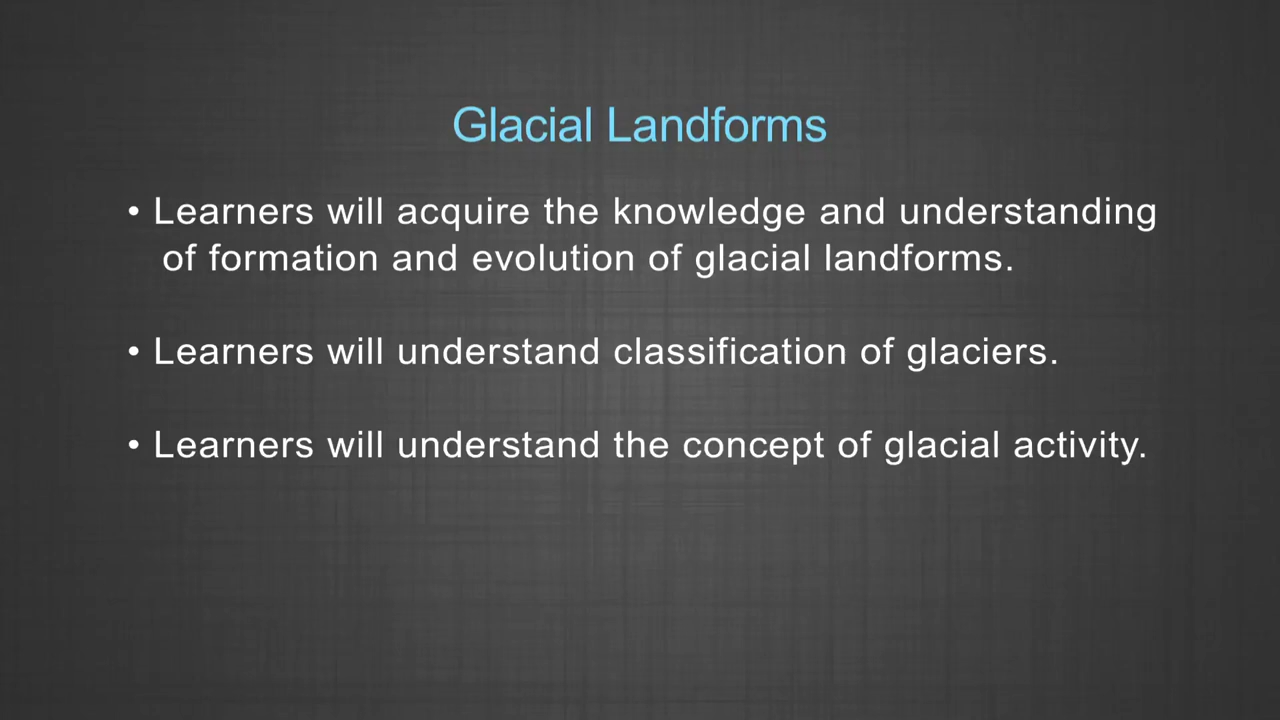 Glacial Landforms
• Learners will acquire the knowledge and understanding
of formation and evolution of glacial landforms.
• Learners will understand classification of glaciers.
• Learners will understand the concept of glacial activity.